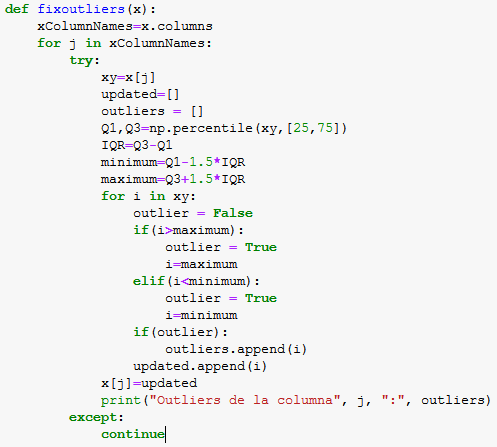 def fixoutliers(x):
    xColumnNames=x.columns
    for j in xColumnNames:
        try:
            xy=x[j]
            updated=[]
            outliers = []
            Q1,Q3=np.percentile(xy,[25,75])
            IQR=Q3-Q1
            minimum=Q1-1.5*IQR
            maximum=Q3+1.5*IQR
            for i in xy:
                outlier = False
                if(i>maximum):
                    outlier = True
                    i=maximum
                elif(i<minimum):
                    outlier = True
                    i=minimum
                if(outlier):
                    outliers.append(i)
                updated.append(i)
            x[j]=updated
            print("Outliers de la columna", j, ":", outliers)
        except:
            continue